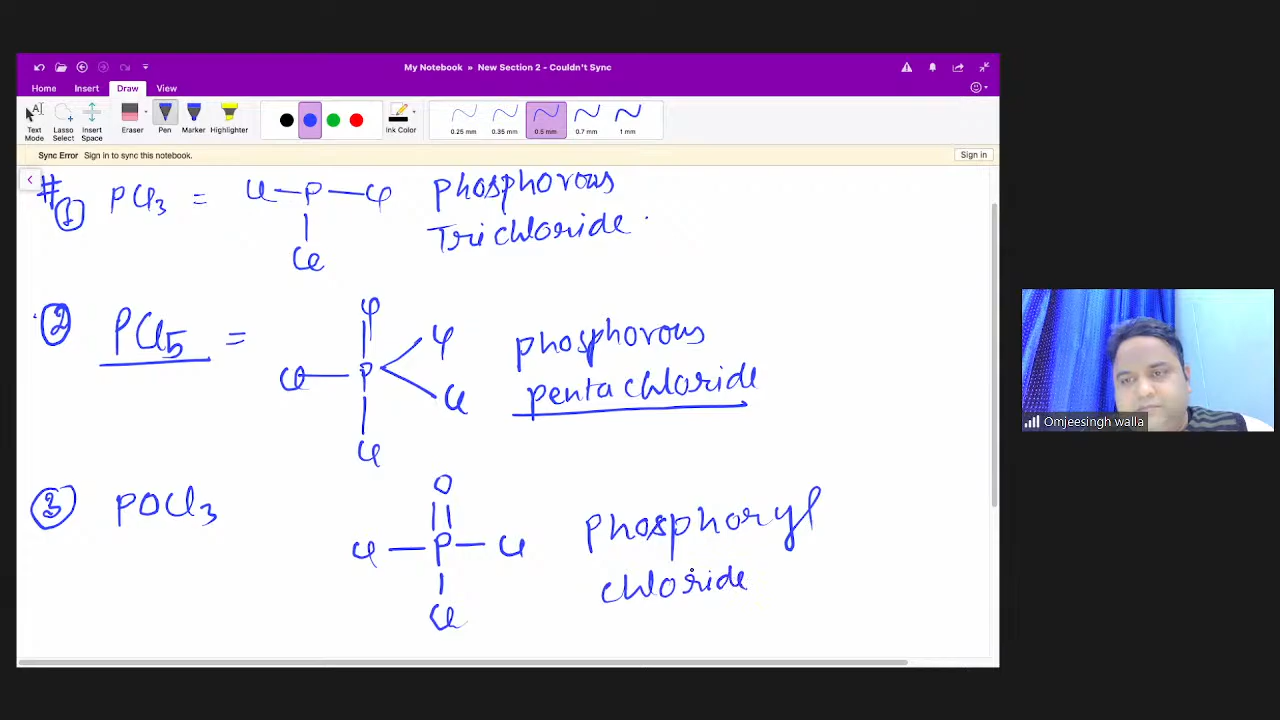 My Notebook » New Section 2 - Couldn't Sync
Home Insert Draw View
Text Mode
Lasso Select
Insert Space
Eraser
Pen
Marker
Highlighter
Ink Color
0.25 mm
0.35 mm
0.5 mm
0.7 mm
1 mm
Sync Error Sign in to sync this notebook.
Sign in
# ① PCl3 = Cl—P—Cl phosphorous
Cl
Trichloride
② PCl5 =
Cl
Cl
Cl—P
Cl
Cl
phosphorous
pentachloride
③ POCl3
O
Cl—P—Cl
Cl
Phosphoryl
chloride
Omjeesingh walla